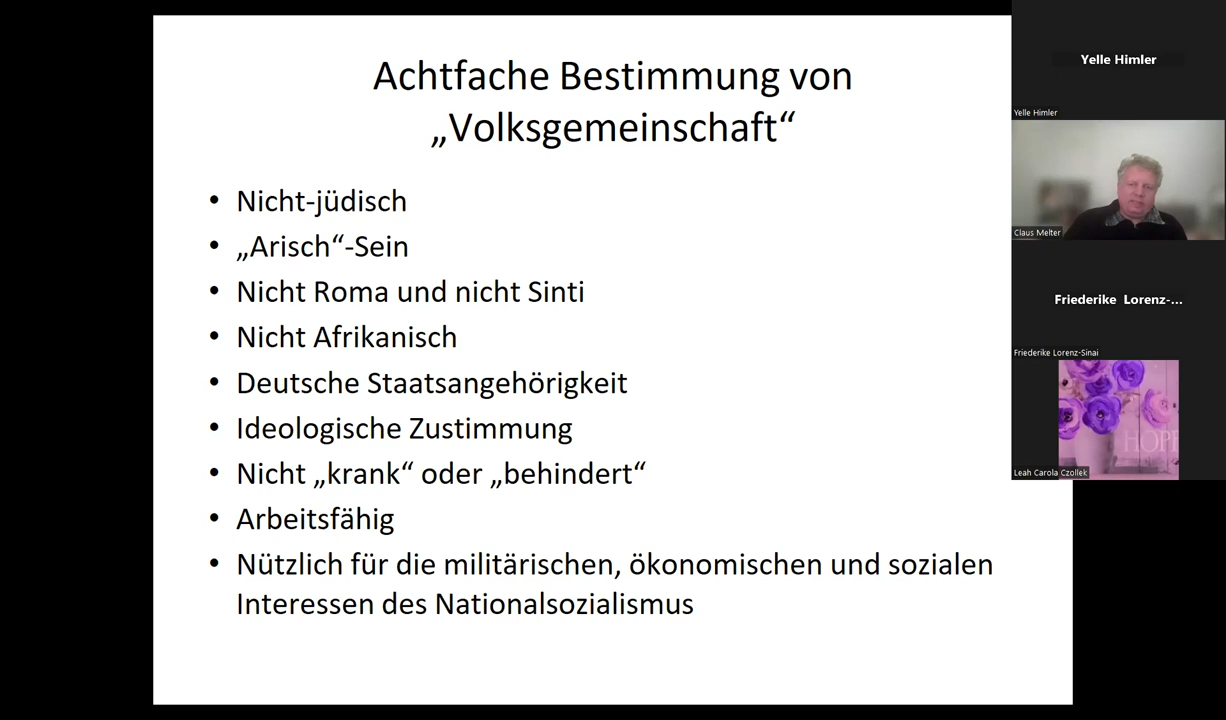 Achtfache Bestimmung von
„Volksgemeinschaft“
• Nicht-jüdisch
• „Arisch“-Sein
• Nicht Roma und nicht Sinti
• Nicht Afrikanisch
• Deutsche Staatsangehörigkeit
• Ideologische Zustimmung
• Nicht „krank“ oder „behindert“
• Arbeitsfähig
• Nützlich für die militärischen, ökonomischen und sozialen
Interessen des Nationalsozialismus
Yelle Himler
Yelle Himler
Claus Melter
Friederike Lorenz-...
Friederike Lorenz-Sinai
HOPE
Leah Carola Czollek